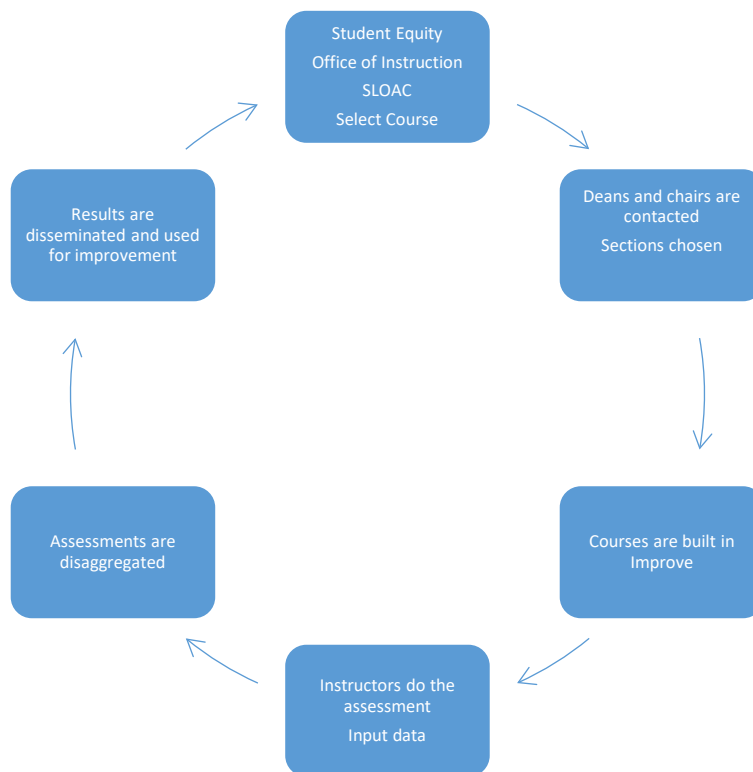 Student Equity
Office of Instruction
SLOAC
Select Course
Deans and chairs are
contacted
Sections chosen
Courses are built in
Improve
Instructors do the
assessment
Input data
Assessments are
disaggregated
Results are
disseminated and used
for improvement